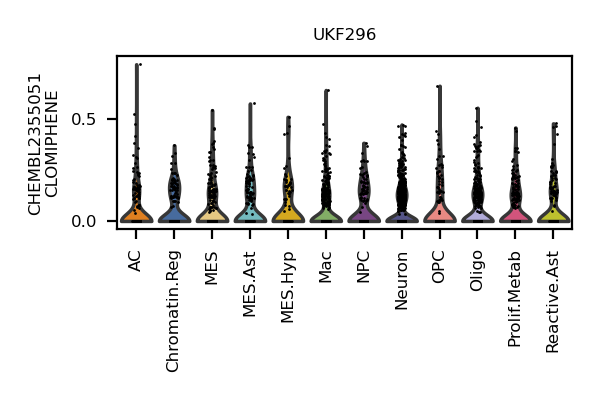 UKF296
CHEMBL2355051
CLOMIPHENE
0.5
0.0
AC
Chromatin.Reg
MES
MES.Ast
MES.Hyp
Mac
NPC
Neuron
OPC
Oligo
Prolif.Metab
Reactive.Ast